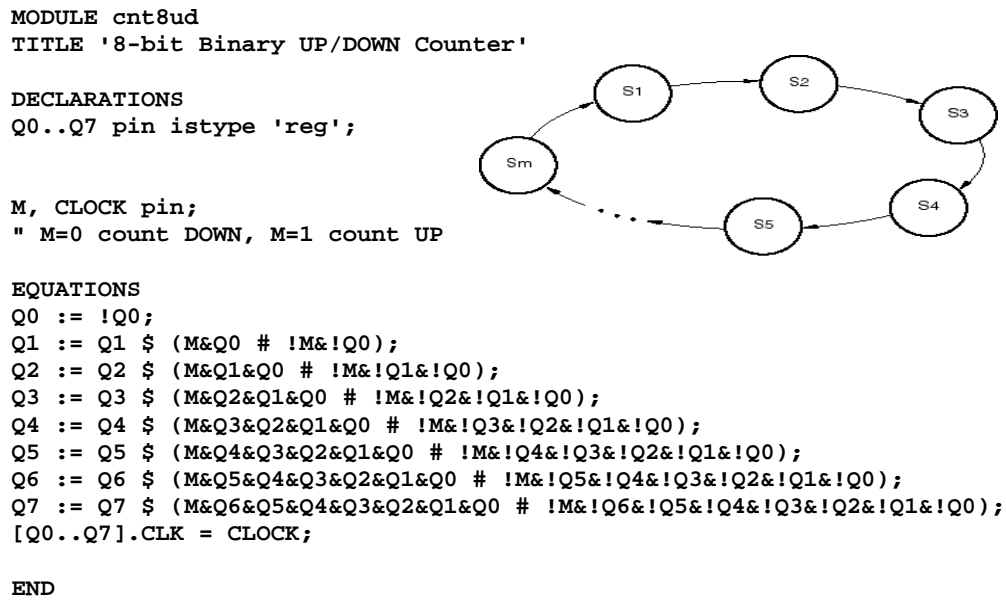 MODULE cnt8ud
TITLE '8-bit Binary UP/DOWN Counter'
DECLARATIONS
Q0..Q7 pin istype 'reg';
M, CLOCK pin;
" M=0 count DOWN, M=1 count UP
S1
S2
S3
Sm
S4
S5
EQUATIONS
Q0 := !Q0;
Q1 := Q1 $ (M&Q0 # !M&!Q0);
Q2 := Q2 $ (M&Q1&Q0 # !M&!Q1&!Q0);
Q3 := Q3 $ (M&Q2&Q1&Q0 # !M&!Q2&!Q1&!Q0);
Q4 := Q4 $ (M&Q3&Q2&Q1&Q0 # !M&!Q3&!Q2&!Q1&!Q0);
Q5 := Q5 $ (M&Q4&Q3&Q2&Q1&Q0 # !M&!Q4&!Q3&!Q2&!Q1&!Q0);
Q6 := Q6 $ (M&Q5&Q4&Q3&Q2&Q1&Q0 # !M&!Q5&!Q4&!Q3&!Q2&!Q1&!Q0);
Q7 := Q7 $ (M&Q6&Q5&Q4&Q3&Q2&Q1&Q0 # !M&!Q6&!Q5&!Q4&!Q3&!Q2&!Q1&!Q0);
[Q0..Q7].CLK = CLOCK;
END